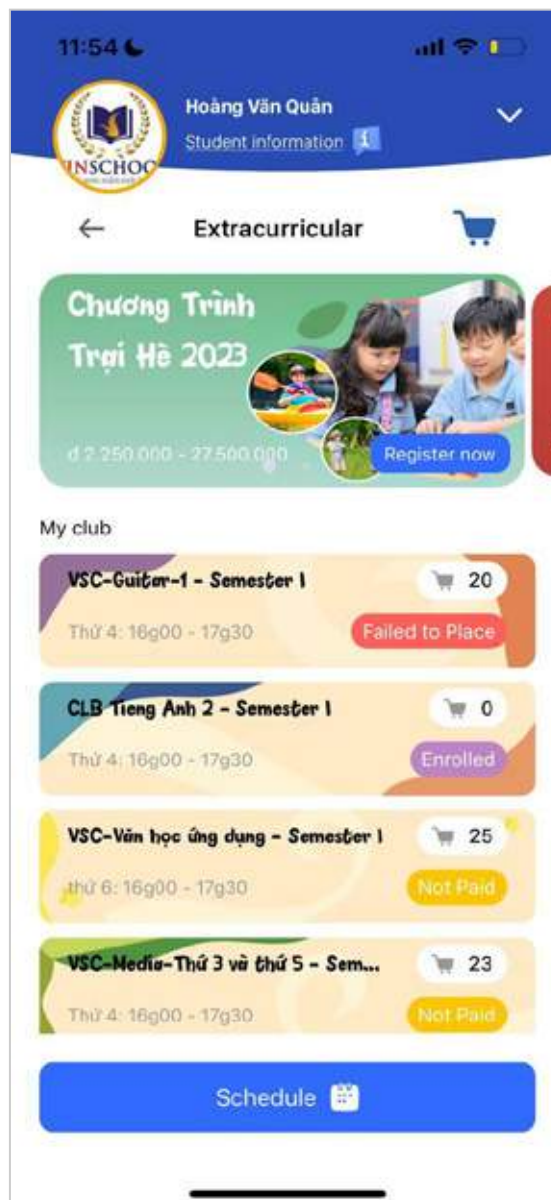 11:54
Hoàng Văn Quân
Student information
INSCHOO
Extracurricular
Chương Trình
Trại Hè 2023
đ 2.250.000 - 27.500.000
Register now
My club
VSC-Guitar-1 - Semester I
20
Thứ 4: 16g00 - 17g30
Failed to Place
CLB Tieng Anh 2 - Semester I
0
Thứ 4: 16g00 - 17g30
Enrolled
VSC-Văn học ứng dụng - Semester I
25
thứ 6: 16g00 - 17g30
Not Paid
VSC-Media-Thứ 3 và thứ 5 - Sem...
23
Thứ 4: 16g00 - 17g30
Not Paid
Schedule